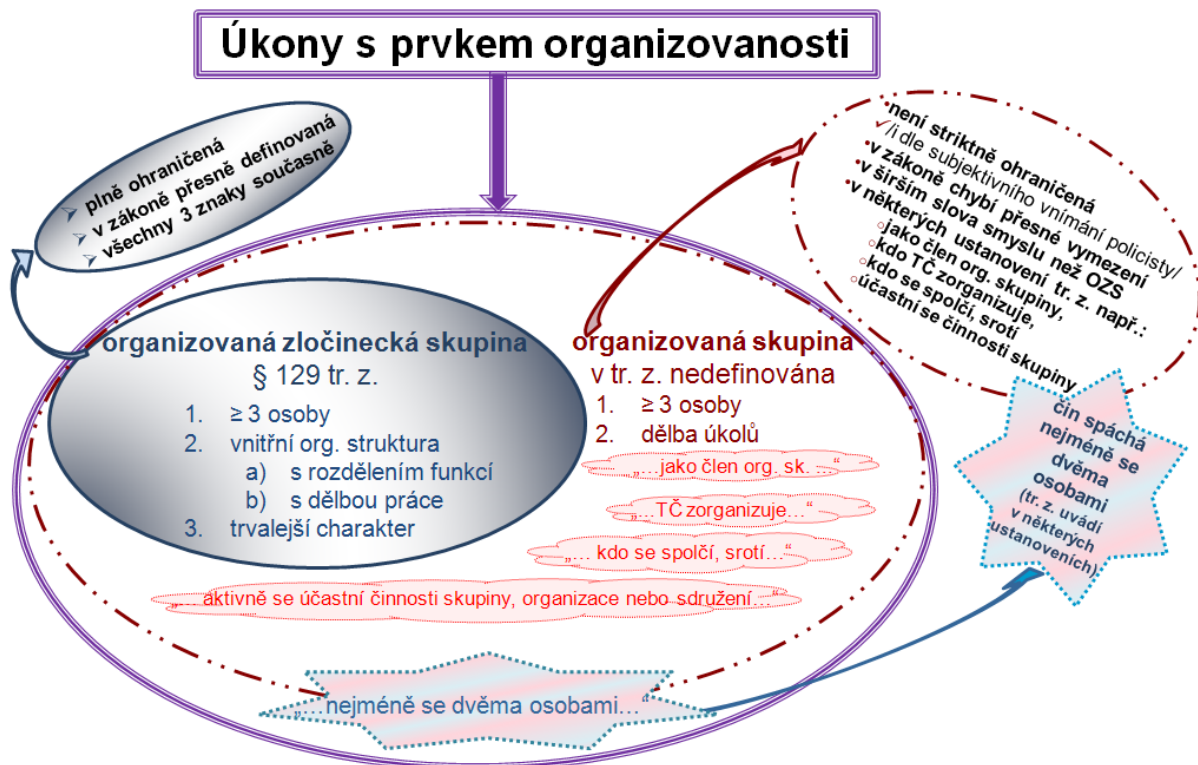 Úkony s prvkem organizovanosti
plně ohraničená
v zákoně přesně definovaná
všechny 3 znaky současně
•není striktně ohraničená
✓/i dle subjektivního vnímání policisty/
•v zákoně chybí přesné vymezení
•v širším slova smyslu než OZS
•v některých ustanovení tr. z. např.:
○jako člen org. skupiny,
○kdo TČ zorganizuje,
○kdo se spolčí, srotí
○účastní se činnosti skupiny
organizovaná zločinecká skupina
§ 129 tr. z.
1. ≥ 3 osoby
2. vnitřní org. struktura
a) s rozdělením funkcí
b) s dělbou práce
3. trvalejší charakter
organizovaná skupina
v tr. z. nedefinována
1. ≥ 3 osoby
2. dělba úkolů
„…jako člen org. sk. …“
„…TČ zorganizuje…“
„… kdo se spolčí, srotí…“
„… aktivně se účastní činnosti skupiny, organizace nebo sdružení…“
„…nejméně se dvěma osobami…“
čin spáchá
nejméně se
dvěma
osobami
(tr. z. uvádí
v některých
ustanoveních)